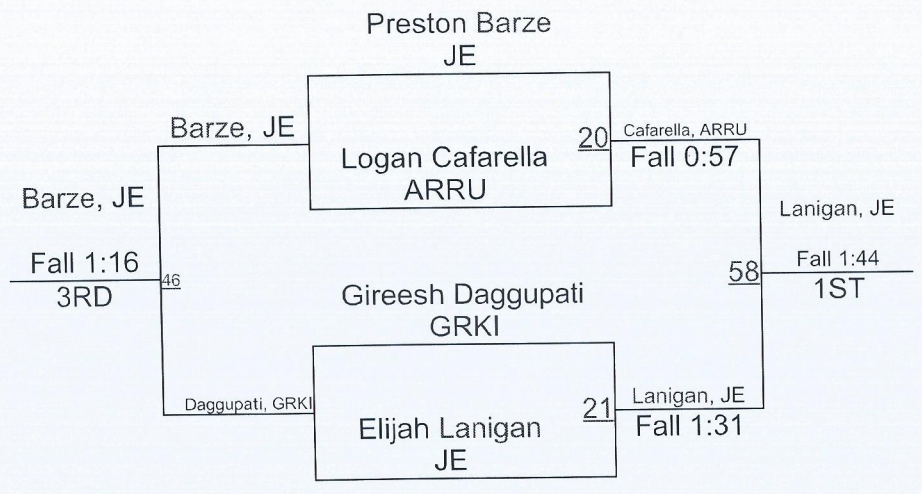 Preston Barze
JE
Barze, JE
20
Cafarella, ARRU
Logan Cafarella
ARRU
Fall 0:57
Barze, JE
Lanigan, JE
Fall 1:16
3RD
46
58
Fall 1:44
1ST
Gireesh Daggupati
GRKI
Daggupati, GRKI
21
Lanigan, JE
Elijah Lanigan
JE
Fall 1:31